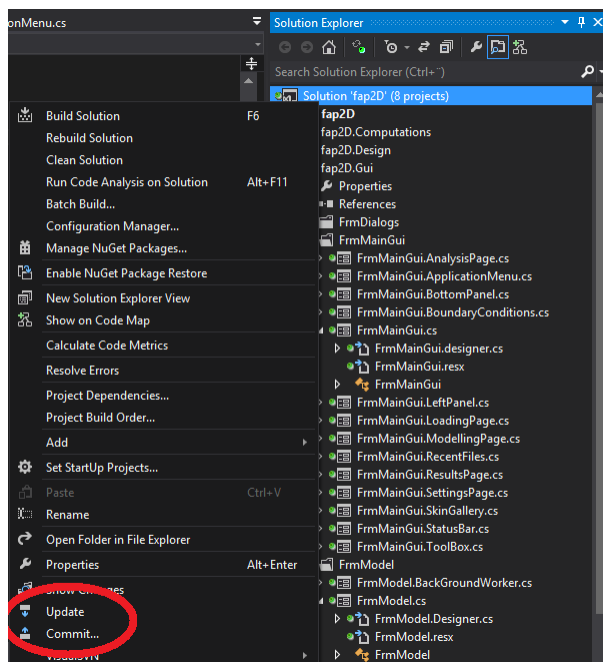 onMenu.cs
Solution Explorer
Search Solution Explorer (Ctrl+¨)
Solution 'fap2D' (8 projects)
fap2D
fap2D.Computations
fap2D.Design
fap2D.Gui
Properties
References
FrmDialogs
FrmMainGui
FrmMainGui.AnalysisPage.cs
FrmMainGui.ApplicationMenu.cs
FrmMainGui.BottomPanel.cs
FrmMainGui.BoundaryConditions.cs
FrmMainGui.cs
FrmMainGui.designer.cs
FrmMainGui.resx
FrmMainGui
FrmMainGui.LeftPanel.cs
FrmMainGui.LoadingPage.cs
FrmMainGui.ModellingPage.cs
FrmMainGui.RecentFiles.cs
FrmMainGui.ResultsPage.cs
FrmMainGui.SettingsPage.cs
FrmMainGui.SkinGallery.cs
FrmMainGui.StatusBar.cs
FrmMainGui.ToolBox.cs
FrmModel
FrmModel.BackGroundWorker.cs
FrmModel.cs
FrmModel.Designer.cs
FrmModel.resx
FrmModel
Build Solution F6
Rebuild Solution
Clean Solution
Run Code Analysis on Solution Alt+F11
Batch Build...
Configuration Manager...
Manage NuGet Packages...
Enable NuGet Package Restore
New Solution Explorer View
Show on Code Map
Calculate Code Metrics
Resolve Errors
Project Dependencies...
Project Build Order...
Add
Set StartUp Projects...
Paste Ctrl+V
Rename
Open Folder in File Explorer
Properties Alt+Enter
Show Changes
Update
Commit...
VisualSVN